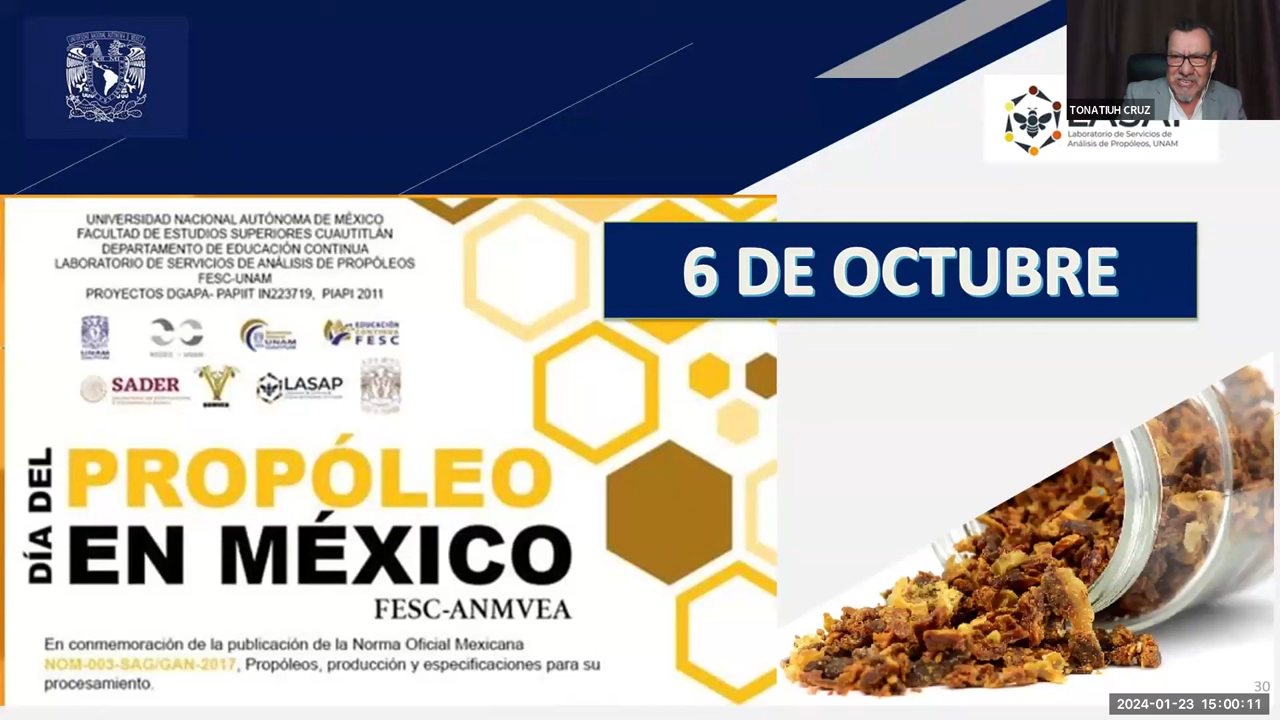 TONATIUH CRUZ
Laboratorio de Servicios de
Análisis de Propóleos, UNAM
UNIVERSIDAD NACIONAL AUTÓNOMA DE MÉXICO
FACULTAD DE ESTUDIOS SUPERIORES CUAUTITLÁN
DEPARTAMENTO DE EDUCACIÓN CONTINUA
LABORATORIO DE SERVICIOS DE ANÁLISIS DE PROPÓLEOS
FESC-UNAM
PROYECTOS DGAPA- PAPIIT IN223719, PIAPI 2011
6 DE OCTUBRE
UNAM
UNAM
EDUCACIÓN
CONTINUA
FESC
SADER
LASAP
DÍA DEL
PROPÓLEO
EN MÉXICO
FESC-ANMVEA
En conmemoración de la publicación de la Norma Oficial Mexicana
NOM-003-SAG/GAN-2017, Propóleos, producción y especificaciones para su
procesamiento.
30
2024-01-23 15:00:11